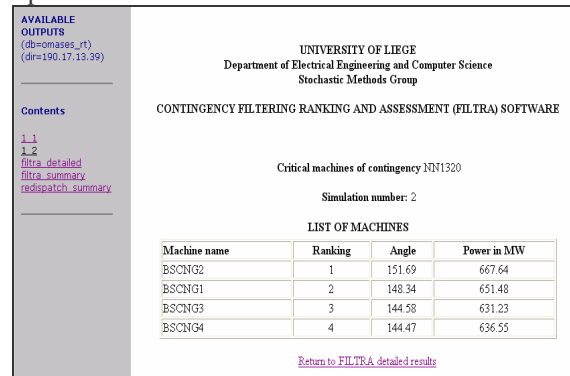 AVAILABLE
OUTPUTS
(db=omases_rt)
(dir=190.17.13.39)
Contents
1_1
1_2
filtra_detailed
filtra_summary
redispatch_summary
UNIVERSITY OF LIEGE
Department of Electrical Engineering and Computer Science
Stochastic Methods Group
CONTINGENCY FILTERING RANKING AND ASSESSMENT (FILTRA) SOFTWARE
Critical machines of contingency NN1320
Simulation number: 2
LIST OF MACHINES
Machine name Ranking Angle Power in MW
BSCNG2 1 151.69 667.64
BSCNG1 2 148.34 651.48
BSCNG3 3 144.58 631.23
BSCNG4 4 144.47 636.55
Return to FILTRA detailed results